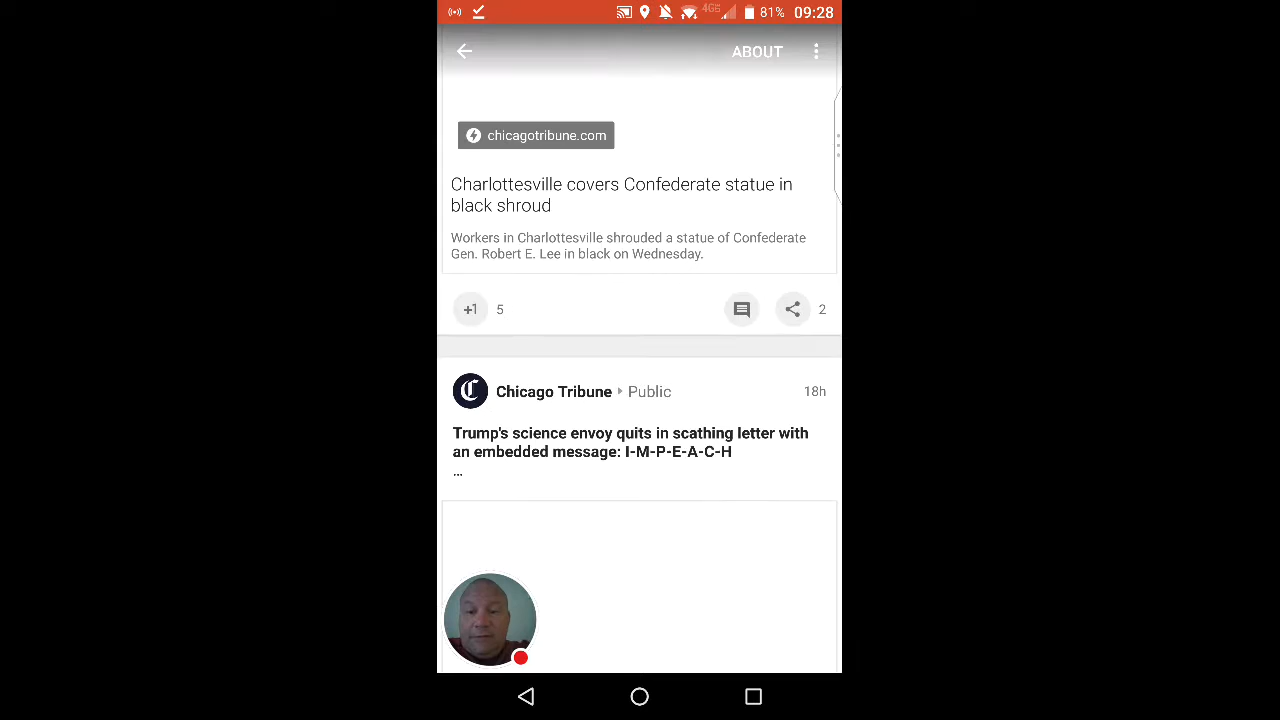 4G 81% 09:28
ABOUT
chicagotribune.com
Charlottesville covers Confederate statue in
black shroud
Workers in Charlottesville shrouded a statue of Confederate
Gen. Robert E. Lee in black on Wednesday.
+1 5 2
Chicago Tribune Public 18h
Trump's science envoy quits in scathing letter with
an embedded message: I-M-P-E-A-C-H
...